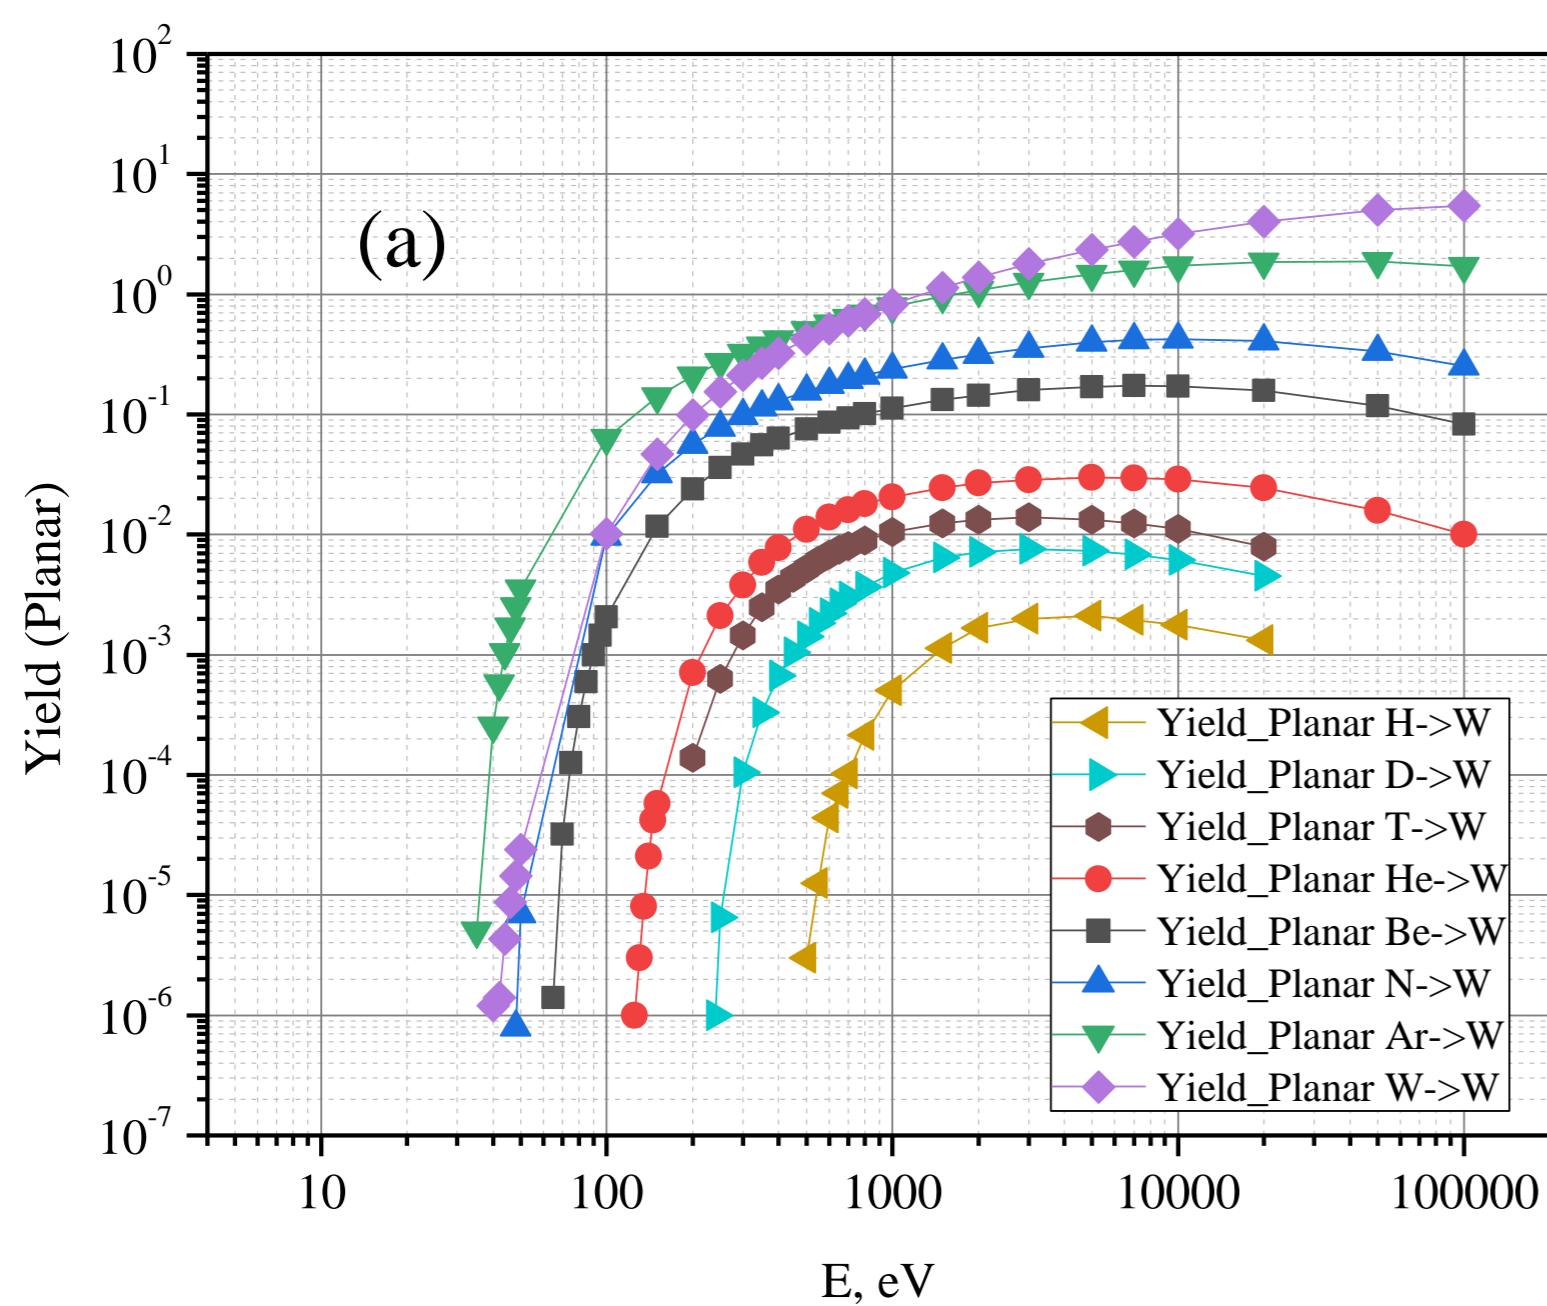 (a)
Yield (Planar)
10^2
10^1
10^0
10^-1
10^-2
10^-3
10^-4
10^-5
10^-6
10^-7
10 100 1000 10000 100000
E, eV
Yield_Planar H->W
Yield_Planar D->W
Yield_Planar T->W
Yield_Planar He->W
Yield_Planar Be->W
Yield_Planar N->W
Yield_Planar Ar->W
Yield_Planar W->W